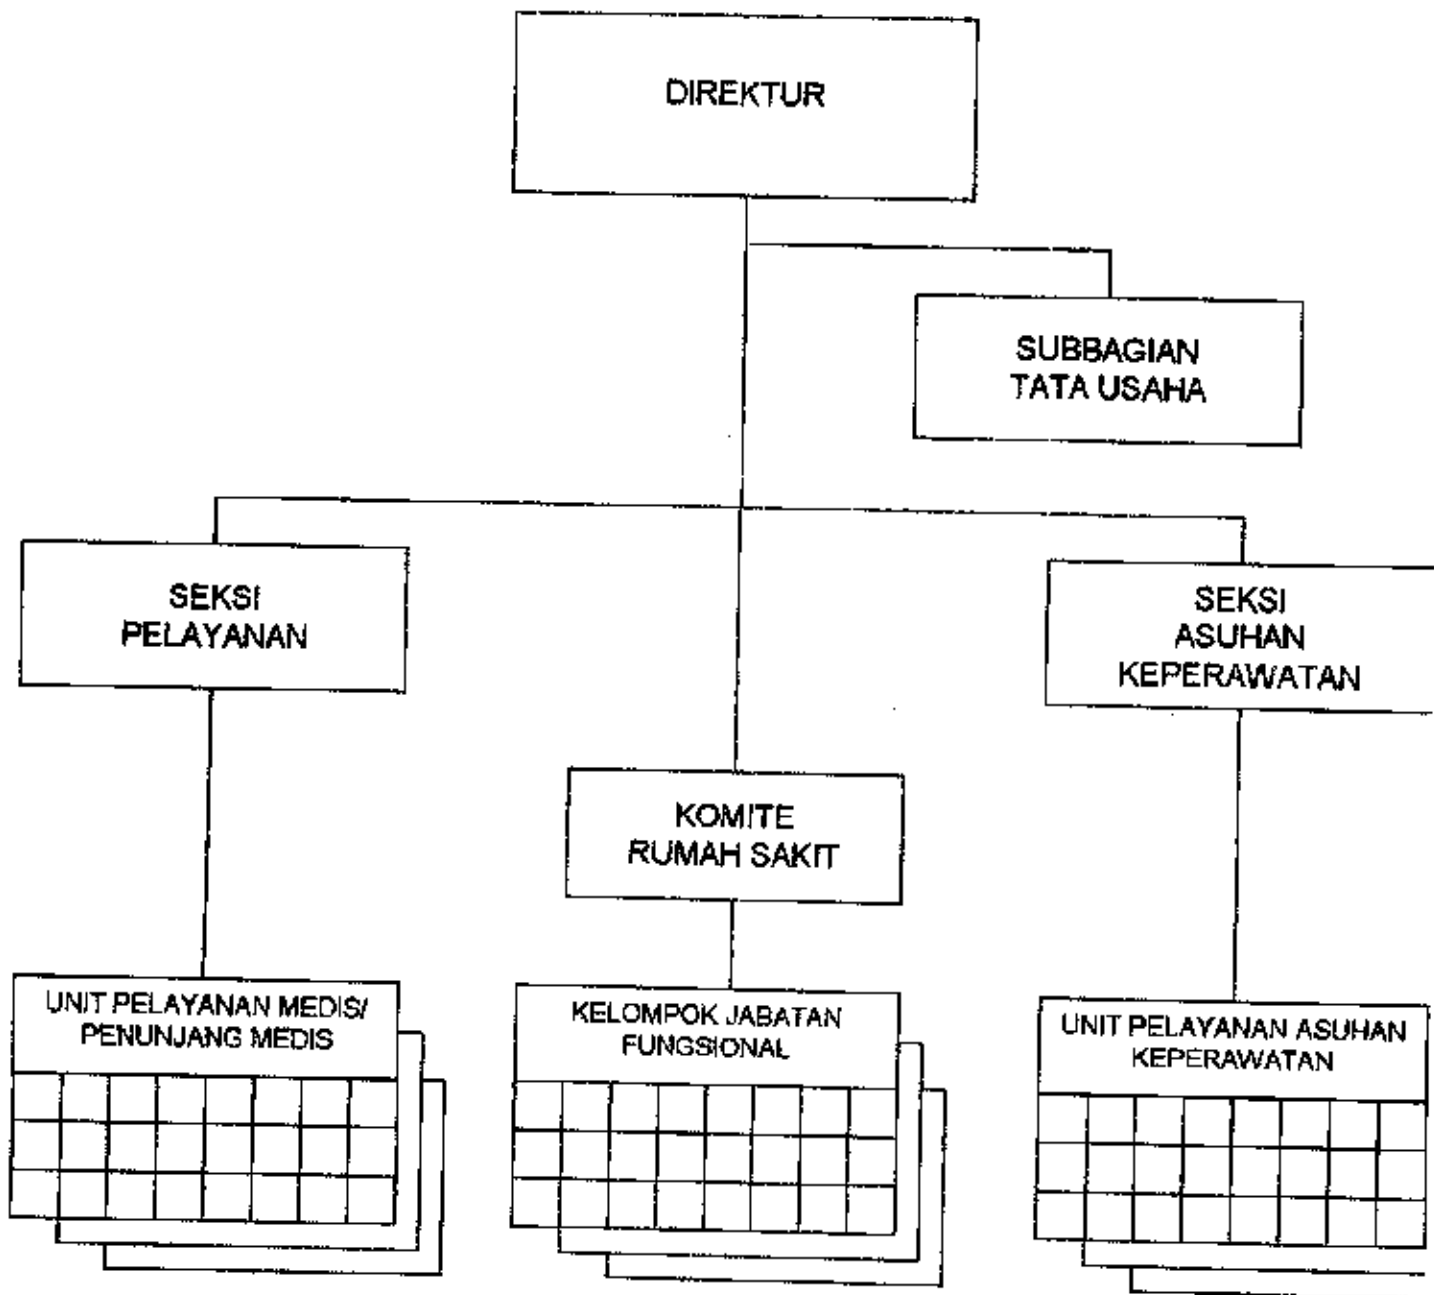 DIREKTUR
SUBBAGIAN
TATA USAHA
SEKSI
PELAYANAN
SEKSI
ASUHAN
KEPERAWATAN
KOMITE
RUMAH SAKIT
UNIT PELAYANAN MEDIS/
PENUNJANG MEDIS
KELOMPOK JABATAN
FUNGSIONAL
UNIT PELAYANAN ASUHAN
KEPERAWATAN